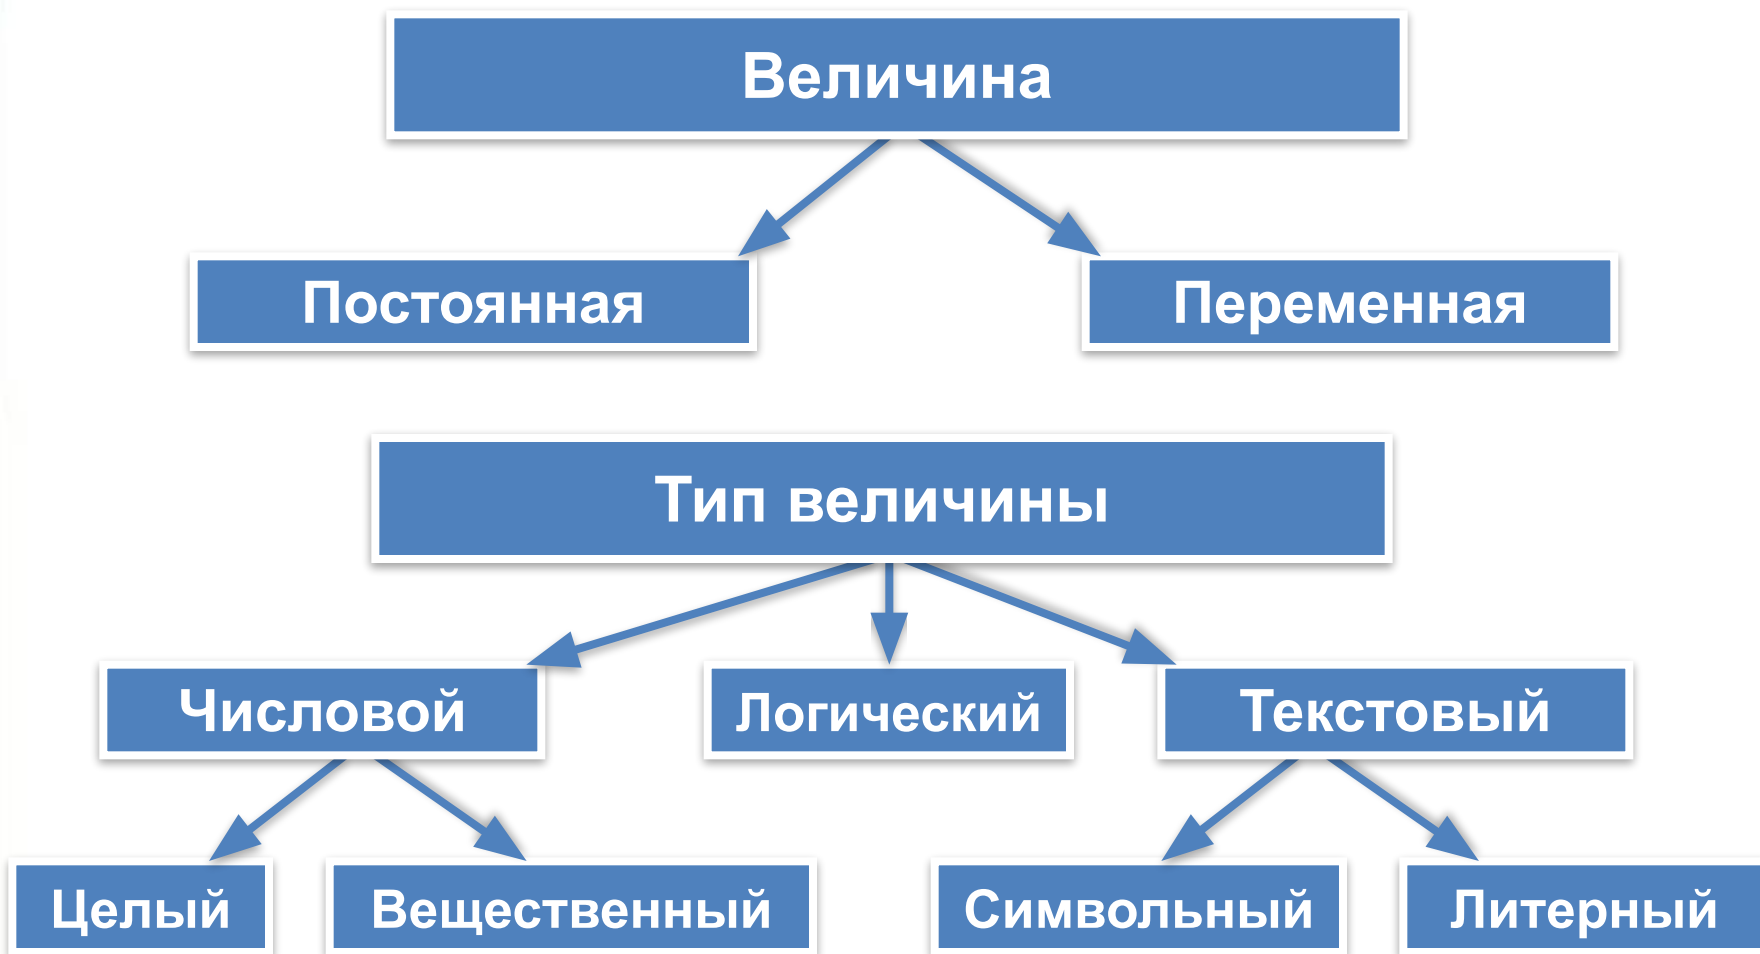 Величина
Постоянная
Переменная
Тип величины
Числовой
Логический
Текстовый
Целый
Вещественный
Символьный
Литерный